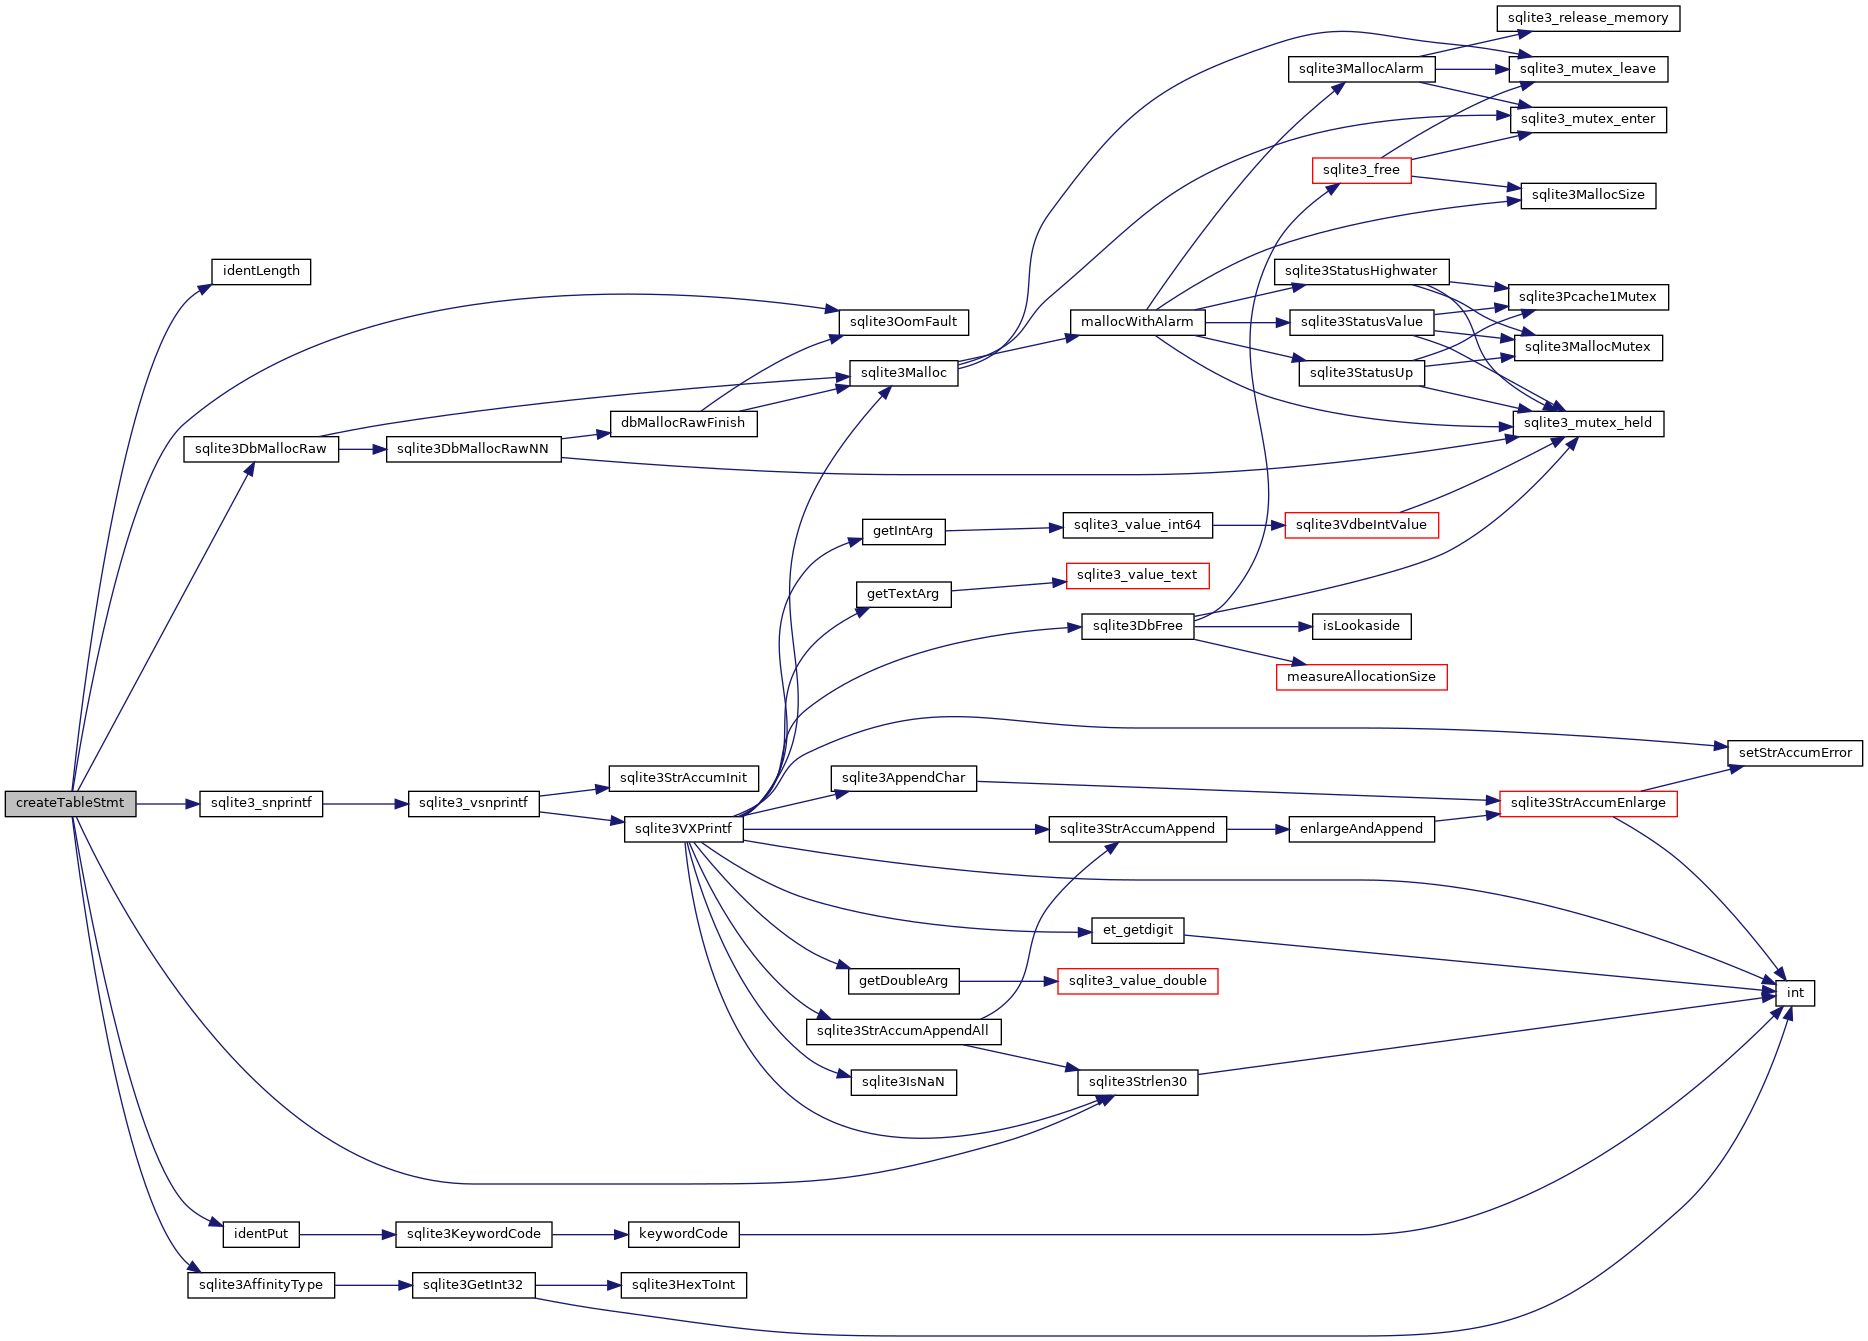 sqlite3_release_memory
sqlite3MallocAlarm
sqlite3_mutex_leave
sqlite3_mutex_enter
sqlite3_free
sqlite3MallocSize
identLength
sqlite3StatusHighwater
sqlite3Pcache1Mutex
sqlite3OomFault
mallocWithAlarm
sqlite3StatusValue
sqlite3MallocMutex
sqlite3Malloc
sqlite3StatusUp
dbMallocRawFinish
sqlite3_mutex_held
sqlite3DbMallocRaw
sqlite3DbMallocRawNN
getIntArg
sqlite3_value_int64
sqlite3VdbeIntValue
getTextArg
sqlite3_value_text
sqlite3DbFree
isLookaside
measureAllocationSize
setStrAccumError
sqlite3StrAccumInit
sqlite3AppendChar
createTableStmt
sqlite3_snprintf
sqlite3_vsnprintf
sqlite3StrAccumEnlarge
sqlite3VXPrintf
sqlite3StrAccumAppend
enlargeAndAppend
et_getdigit
getDoubleArg
sqlite3_value_double
int
sqlite3StrAccumAppendAll
sqlite3IsNaN
sqlite3Strlen30
identPut
sqlite3KeywordCode
keywordCode
sqlite3AffinityType
sqlite3GetInt32
sqlite3HexToInt